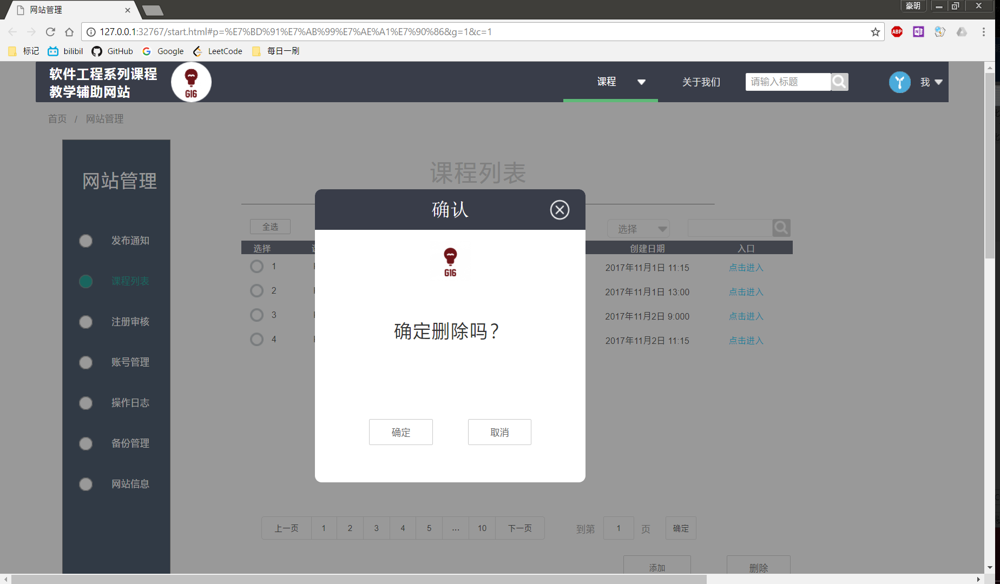 网站管理
豪明
127.0.0.1:32767/start.html#p=%E7%BD%91%E7%AB%99%E7%AE%A1%E7%90%86&g=1&c=1
ABP
N
标记 bilibil GitHub Google LeetCode 每日一刷
软件工程系列课程
教学辅助网站
G16
课程 关于我们 请输入标题 我
首页 / 网站管理
网站管理
发布通知
课程列表
注册审核
账号管理
操作日志
备份管理
网站信息
课程列表
全选 选择
选择 创建日期 入口
1 2017年11月1日 11:15 点击进入
2 2017年11月1日 13:00 点击进入
3 2017年11月2日 9:000 点击进入
4 2017年11月2日 11:15 点击进入
确认
G16
确定删除吗？
确定 取消
上一页 1 2 3 4 5 ... 10 下一页 到第 1 页 确定
添加 删除